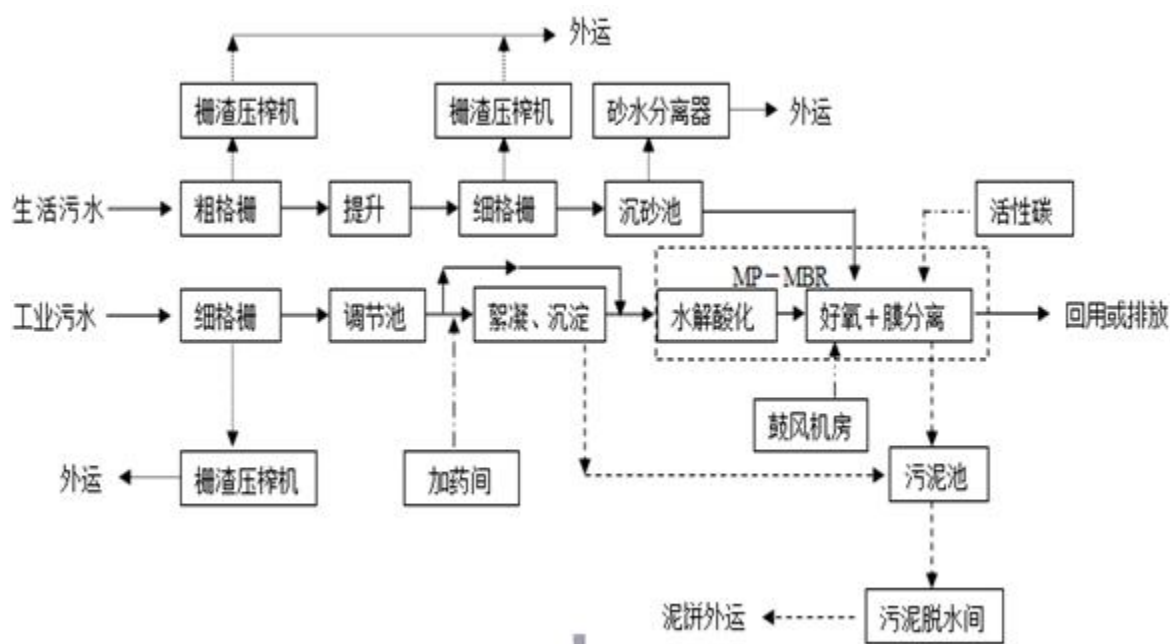 外运
栅渣压榨机
栅渣压榨机
砂水分离器
外运
生活污水
粗格栅
提升
细格栅
沉砂池
活性碳
MP－MBR
工业污水
细格栅
调节池
絮凝、沉淀
水解酸化
好氧＋膜分离
回用或排放
鼓风机房
外运
栅渣压榨机
加药间
污泥池
泥饼外运
污泥脱水间